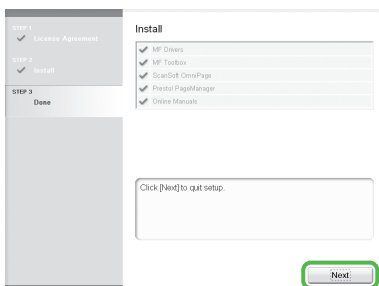 STEP 1
License Agreement
STEP 2
Install
STEP 3
Done
Install
MF Drivers
MF Toolbox
ScanSoft OmniPage
Presto! PageManager
Online Manuals
Click [Next] to quit setup.
Next